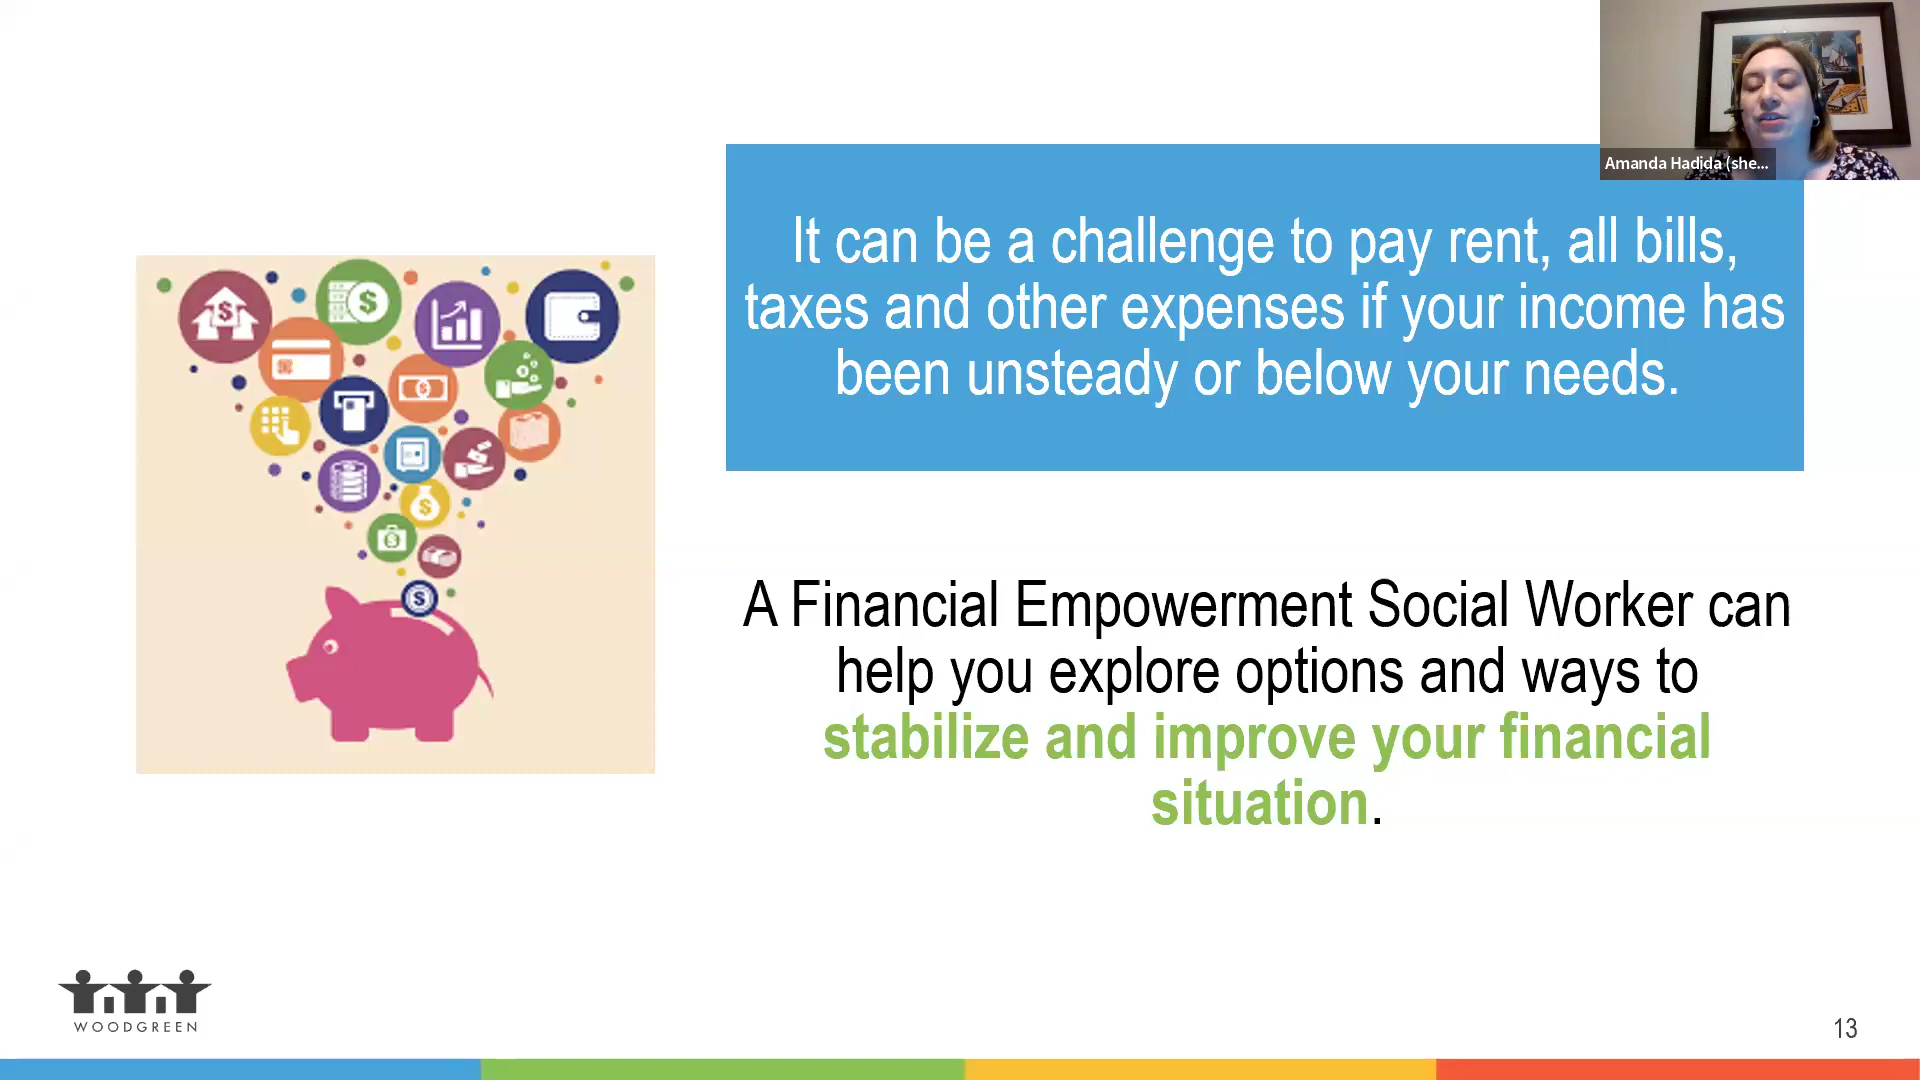 Amanda Hadida (she...
It can be a challenge to pay rent, all bills,
taxes and other expenses if your income has
been unsteady or below your needs.
A Financial Empowerment Social Worker can
help you explore options and ways to
stabilize and improve your financial
situation.
WOODGREEN
13